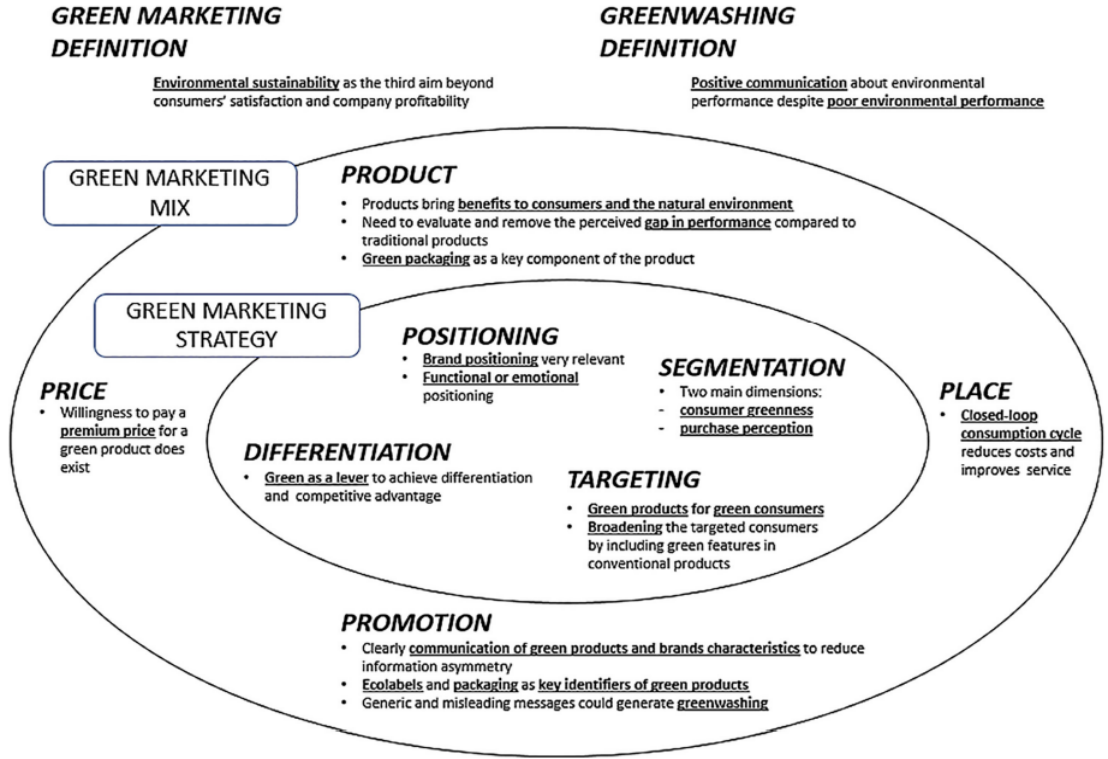 GREEN MARKETING
DEFINITION
Environmental sustainability as the third aim beyond
consumers' satisfaction and company profitability
GREENWASHING
DEFINITION
Positive communication about environmental
performance despite poor environmental performance
GREEN MARKETING
MIX
PRODUCT
• Products bring benefits to consumers and the natural environment
• Need to evaluate and remove the perceived gap in performance compared to
traditional products
• Green packaging as a key component of the product
GREEN MARKETING
STRATEGY
POSITIONING
• Brand positioning very relevant
• Functional or emotional
positioning
SEGMENTATION
• Two main dimensions:
- consumer greenness
- purchase perception
PRICE
• Willingness to pay a
premium price for a
green product does
exist
PLACE
• Closed-loop
consumption cycle
reduces costs and
improves service
DIFFERENTIATION
• Green as a lever to achieve differentiation
and competitive advantage
TARGETING
• Green products for green consumers
• Broadening the targeted consumers
by including green features in
conventional products
PROMOTION
• Clearly communication of green products and brands characteristics to reduce
information asymmetry
• Ecolabels and packaging as key identifiers of green products
• Generic and misleading messages could generate greenwashing